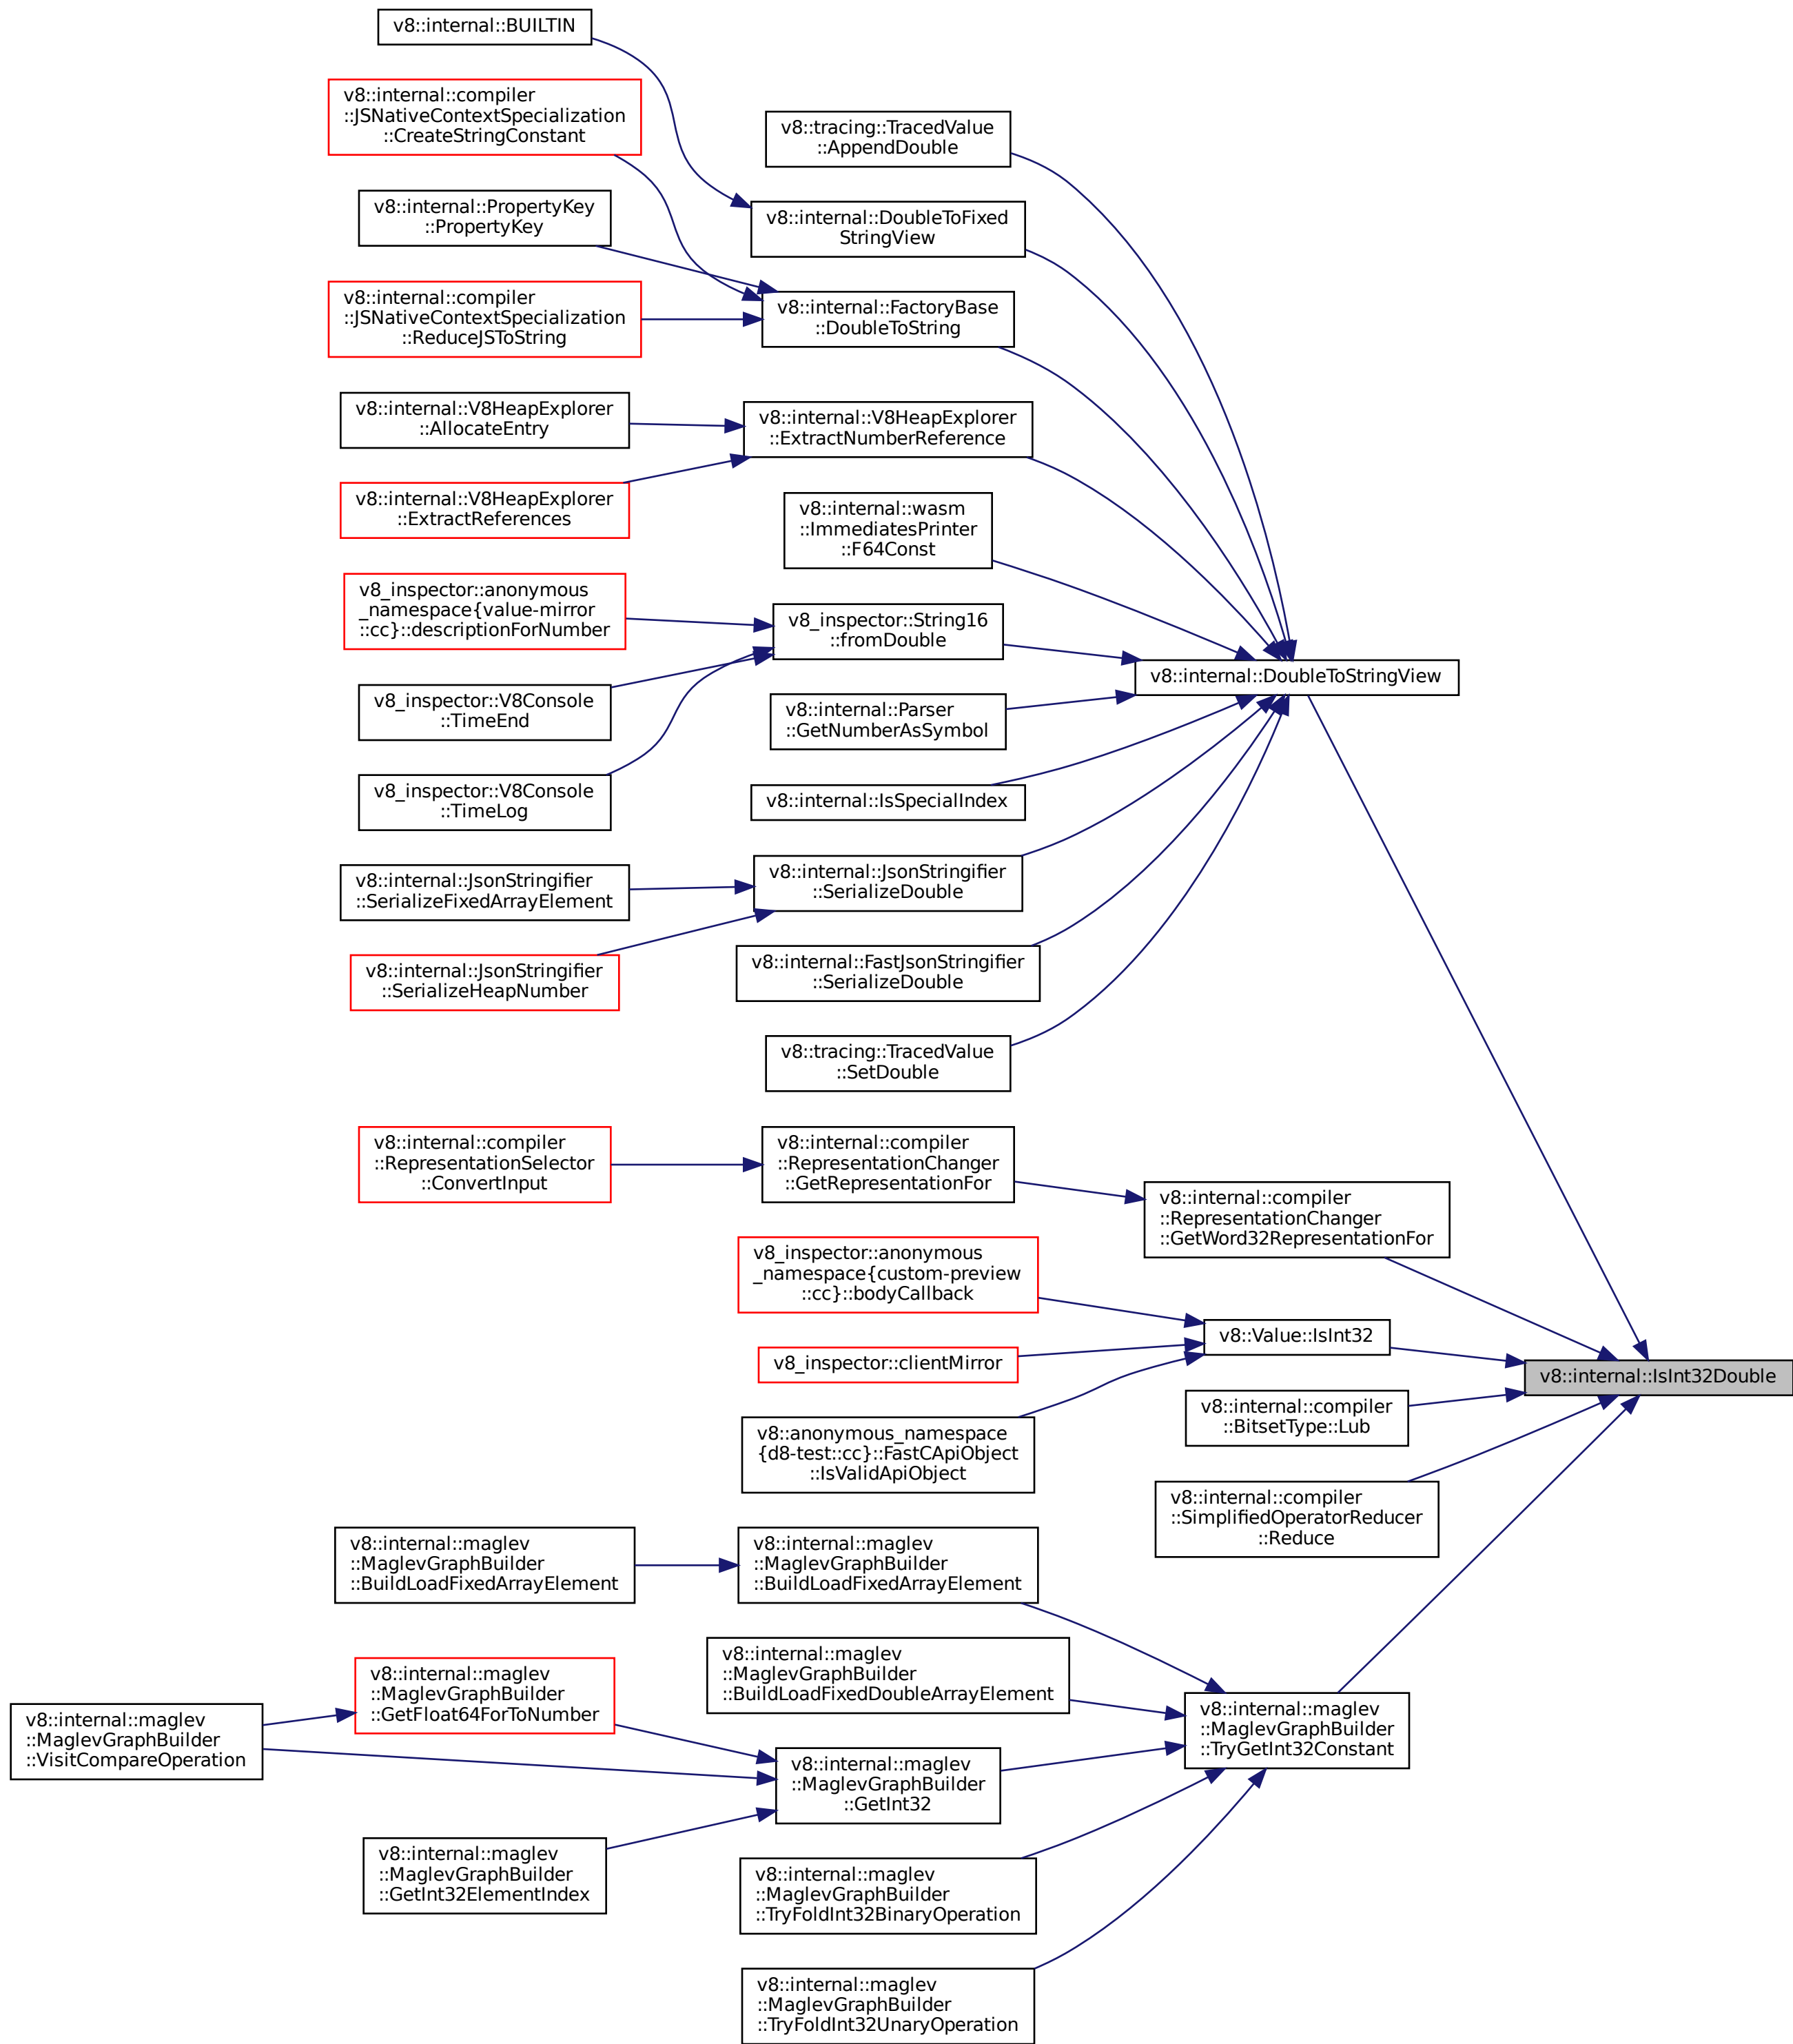 v8::internal::BUILTIN
v8::internal::compiler
::JSNativeContextSpecialization
::CreateStringConstant
v8::internal::PropertyKey
::PropertyKey
v8::internal::compiler
::JSNativeContextSpecialization
::ReduceJSToString
v8::internal::V8HeapExplorer
::AllocateEntry
v8::internal::V8HeapExplorer
::ExtractReferences
v8_inspector::anonymous
_namespace{value-mirror
::cc}::descriptionForNumber
v8_inspector::V8Console
::TimeEnd
v8_inspector::V8Console
::TimeLog
v8::internal::JsonStringifier
::SerializeFixedArrayElement
v8::internal::JsonStringifier
::SerializeHeapNumber
v8::internal::compiler
::RepresentationSelector
::ConvertInput
v8::internal::maglev
::MaglevGraphBuilder
::BuildLoadFixedArrayElement
v8::internal::maglev
::MaglevGraphBuilder
::GetFloat64ForToNumber
v8::internal::maglev
::MaglevGraphBuilder
::VisitCompareOperation
v8::internal::maglev
::MaglevGraphBuilder
::GetInt32ElementIndex
v8::tracing::TracedValue
::AppendDouble
v8::internal::DoubleToFixed
StringView
v8::internal::FactoryBase
::DoubleToString
v8::internal::V8HeapExplorer
::ExtractNumberReference
v8::internal::wasm
::ImmediatesPrinter
::F64Const
v8_inspector::String16
::fromDouble
v8::internal::Parser
::GetNumberAsSymbol
v8::internal::IsSpecialIndex
v8::internal::JsonStringifier
::SerializeDouble
v8::internal::FastJsonStringifier
::SerializeDouble
v8::tracing::TracedValue
::SetDouble
v8::internal::compiler
::RepresentationChanger
::GetRepresentationFor
v8_inspector::anonymous
_namespace{custom-preview
::cc}::bodyCallback
v8_inspector::clientMirror
v8::anonymous_namespace
{d8-test::cc}::FastCApiObject
::IsValidApiObject
v8::internal::maglev
::MaglevGraphBuilder
::BuildLoadFixedArrayElement
v8::internal::maglev
::MaglevGraphBuilder
::BuildLoadFixedDoubleArrayElement
v8::internal::maglev
::MaglevGraphBuilder
::GetInt32
v8::internal::maglev
::MaglevGraphBuilder
::TryFoldInt32BinaryOperation
v8::internal::maglev
::MaglevGraphBuilder
::TryFoldInt32UnaryOperation
v8::internal::DoubleToStringView
v8::internal::compiler
::RepresentationChanger
::GetWord32RepresentationFor
v8::Value::IsInt32
v8::internal::compiler
::BitsetType::Lub
v8::internal::compiler
::SimplifiedOperatorReducer
::Reduce
v8::internal::maglev
::MaglevGraphBuilder
::TryGetInt32Constant
v8::internal::IsInt32Double